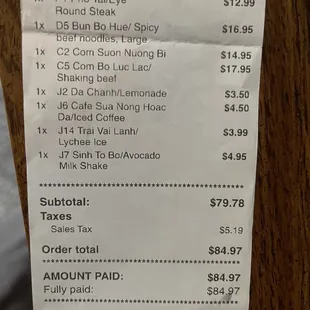 Round Steak $12.99
1x D5 Bun Bo Hue/ Spicy $16.95
beef noodles, Large
1x C2 Com Suon Nuong Bi $14.95
1x C5 Com Bo Luc Lac/ $17.95
Shaking beef
1x J2 Da Chanh/Lemonade $3.50
1x J6 Cafe Sua Nong Hoac $4.50
Da/Iced Coffee
1x J14 Trai Vai Lanh/ $3.99
Lychee Ice
1x J7 Sinh To Bo/Avocado $4.95
Milk Shake
Subtotal: $79.78
Taxes
Sales Tax $5.19
Order total $84.97
AMOUNT PAID: $84.97
Fully paid: $84.97